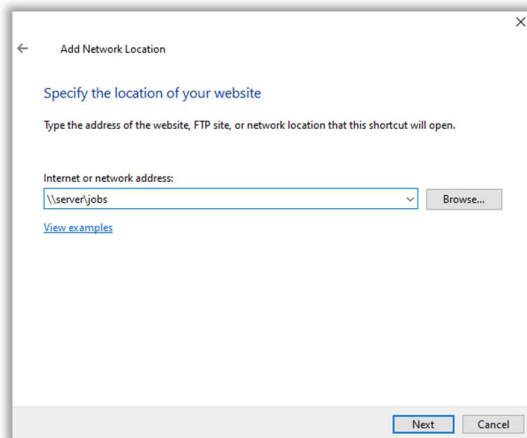 Add Network Location
Specify the location of your website
Type the address of the website, FTP site, or network location that this shortcut will open.
Internet or network address:
\\server\jobs
Browse...
View examples
Next
Cancel